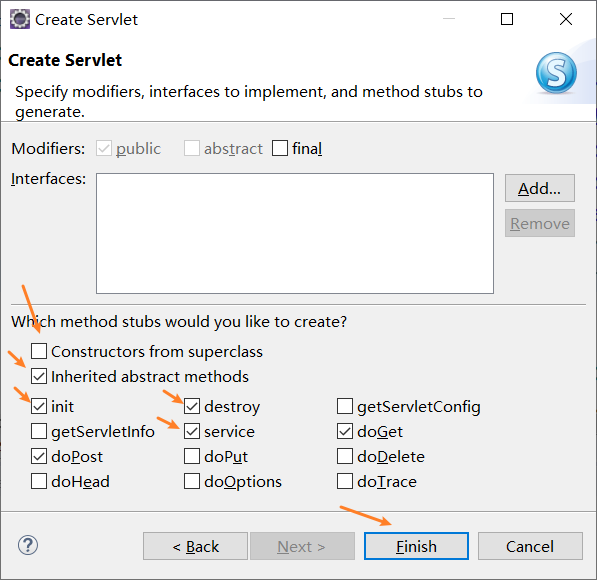 Create Servlet
Create Servlet
Specify modifiers, interfaces to implement, and method stubs to
generate.
Modifiers: public abstract final
Interfaces: Add...
Remove
Which method stubs would you like to create?
Constructors from superclass
Inherited abstract methods
init destroy getServletConfig
getServletInfo service doGet
doPost doPut doDelete
doHead doOptions doTrace
? < Back Next > Finish Cancel